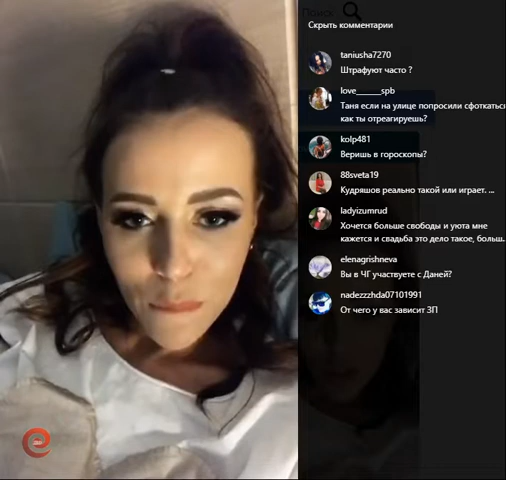 Поиск
Скрыть комментарии
taniusha7270
Штрафуют часто ?
love______spb
Таня если на улице попросили сфоткаться
как ты отреагируешь?
kolp481
Веришь в гороскопы?
88sveta19
Кудряшов реально такой или играет. ...
ladyizumrud
Хочется больше свободы и уюта мне
кажется и свадьба это дело такое, больш..
elenagrishneva
Вы в ЧГ участвуете с Даней?
nadezzzhda07101991
От чего у вас зависит ЗП